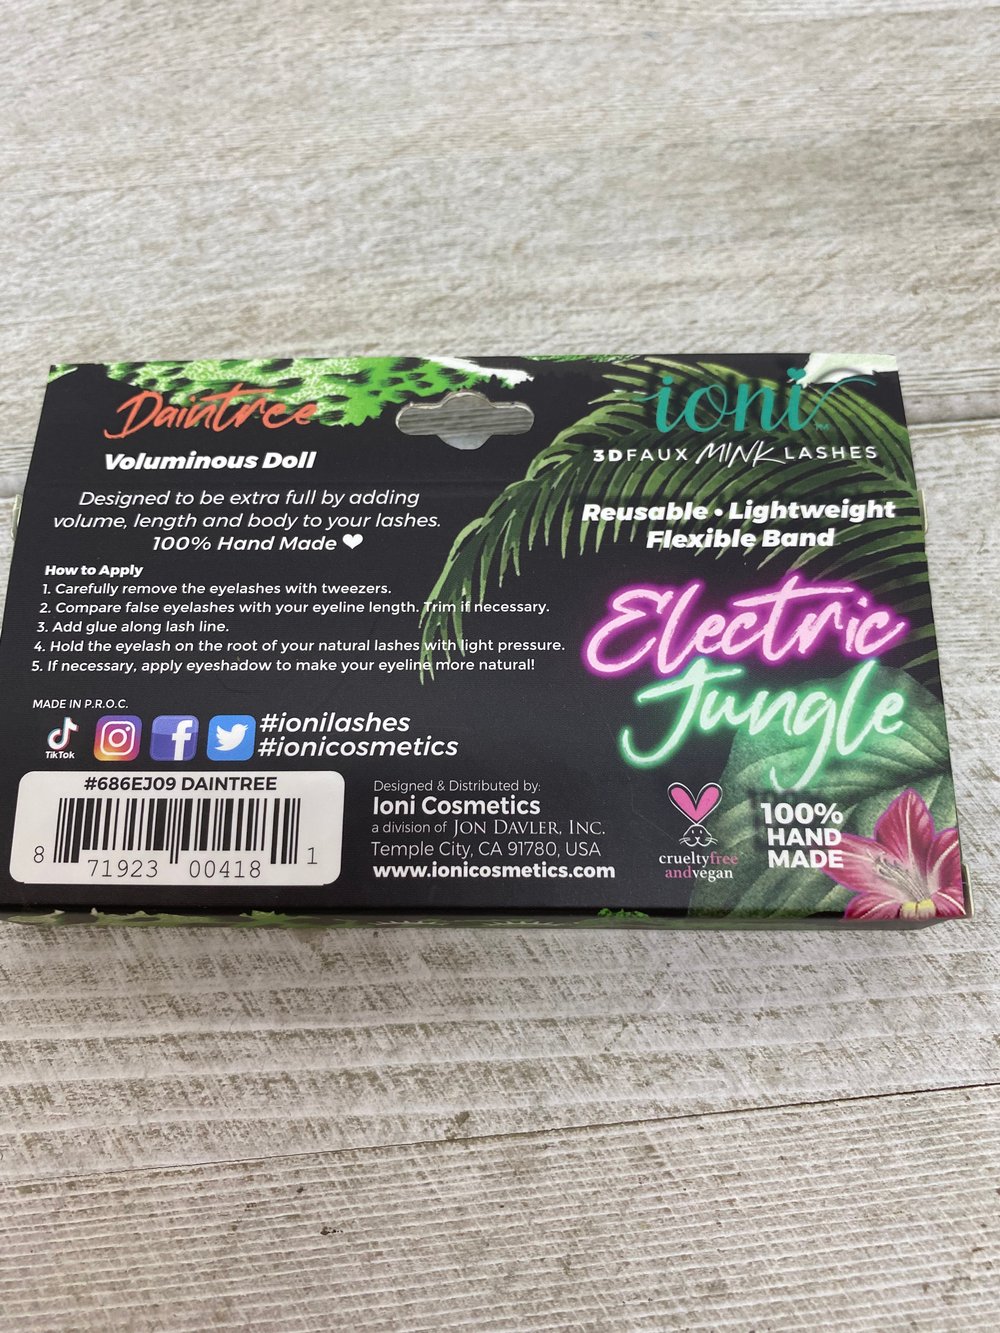 Daintree
Voluminous Doll
Designed to be extra full by adding
volume, length and body to your lashes.
100% Hand Made
How to Apply
1. Carefully remove the eyelashes with tweezers.
2. Compare false eyelashes with your eyeline length. Trim if necessary.
3. Add glue along lash line.
4. Hold the eyelash on the root of your natural lashes with light pressure.
5. If necessary, apply eyeshadow to make your eyeline more natural!
MADE IN P.R.O.C.
TikTok
#ionilashes
#ionicosmetics
#686EJ09 DAINTREE
8 71923 00418 1
Designed & Distributed by:
Ioni Cosmetics
a division of JON DAVLER, INC.
Temple City, CA 91780, USA
www.ionicosmetics.com
ioni
3D FAUX MINK LASHES
Reusable • Lightweight
Flexible Band
Electric
Jungle
crueltyfree
andvegan
100%
HAND
MADE